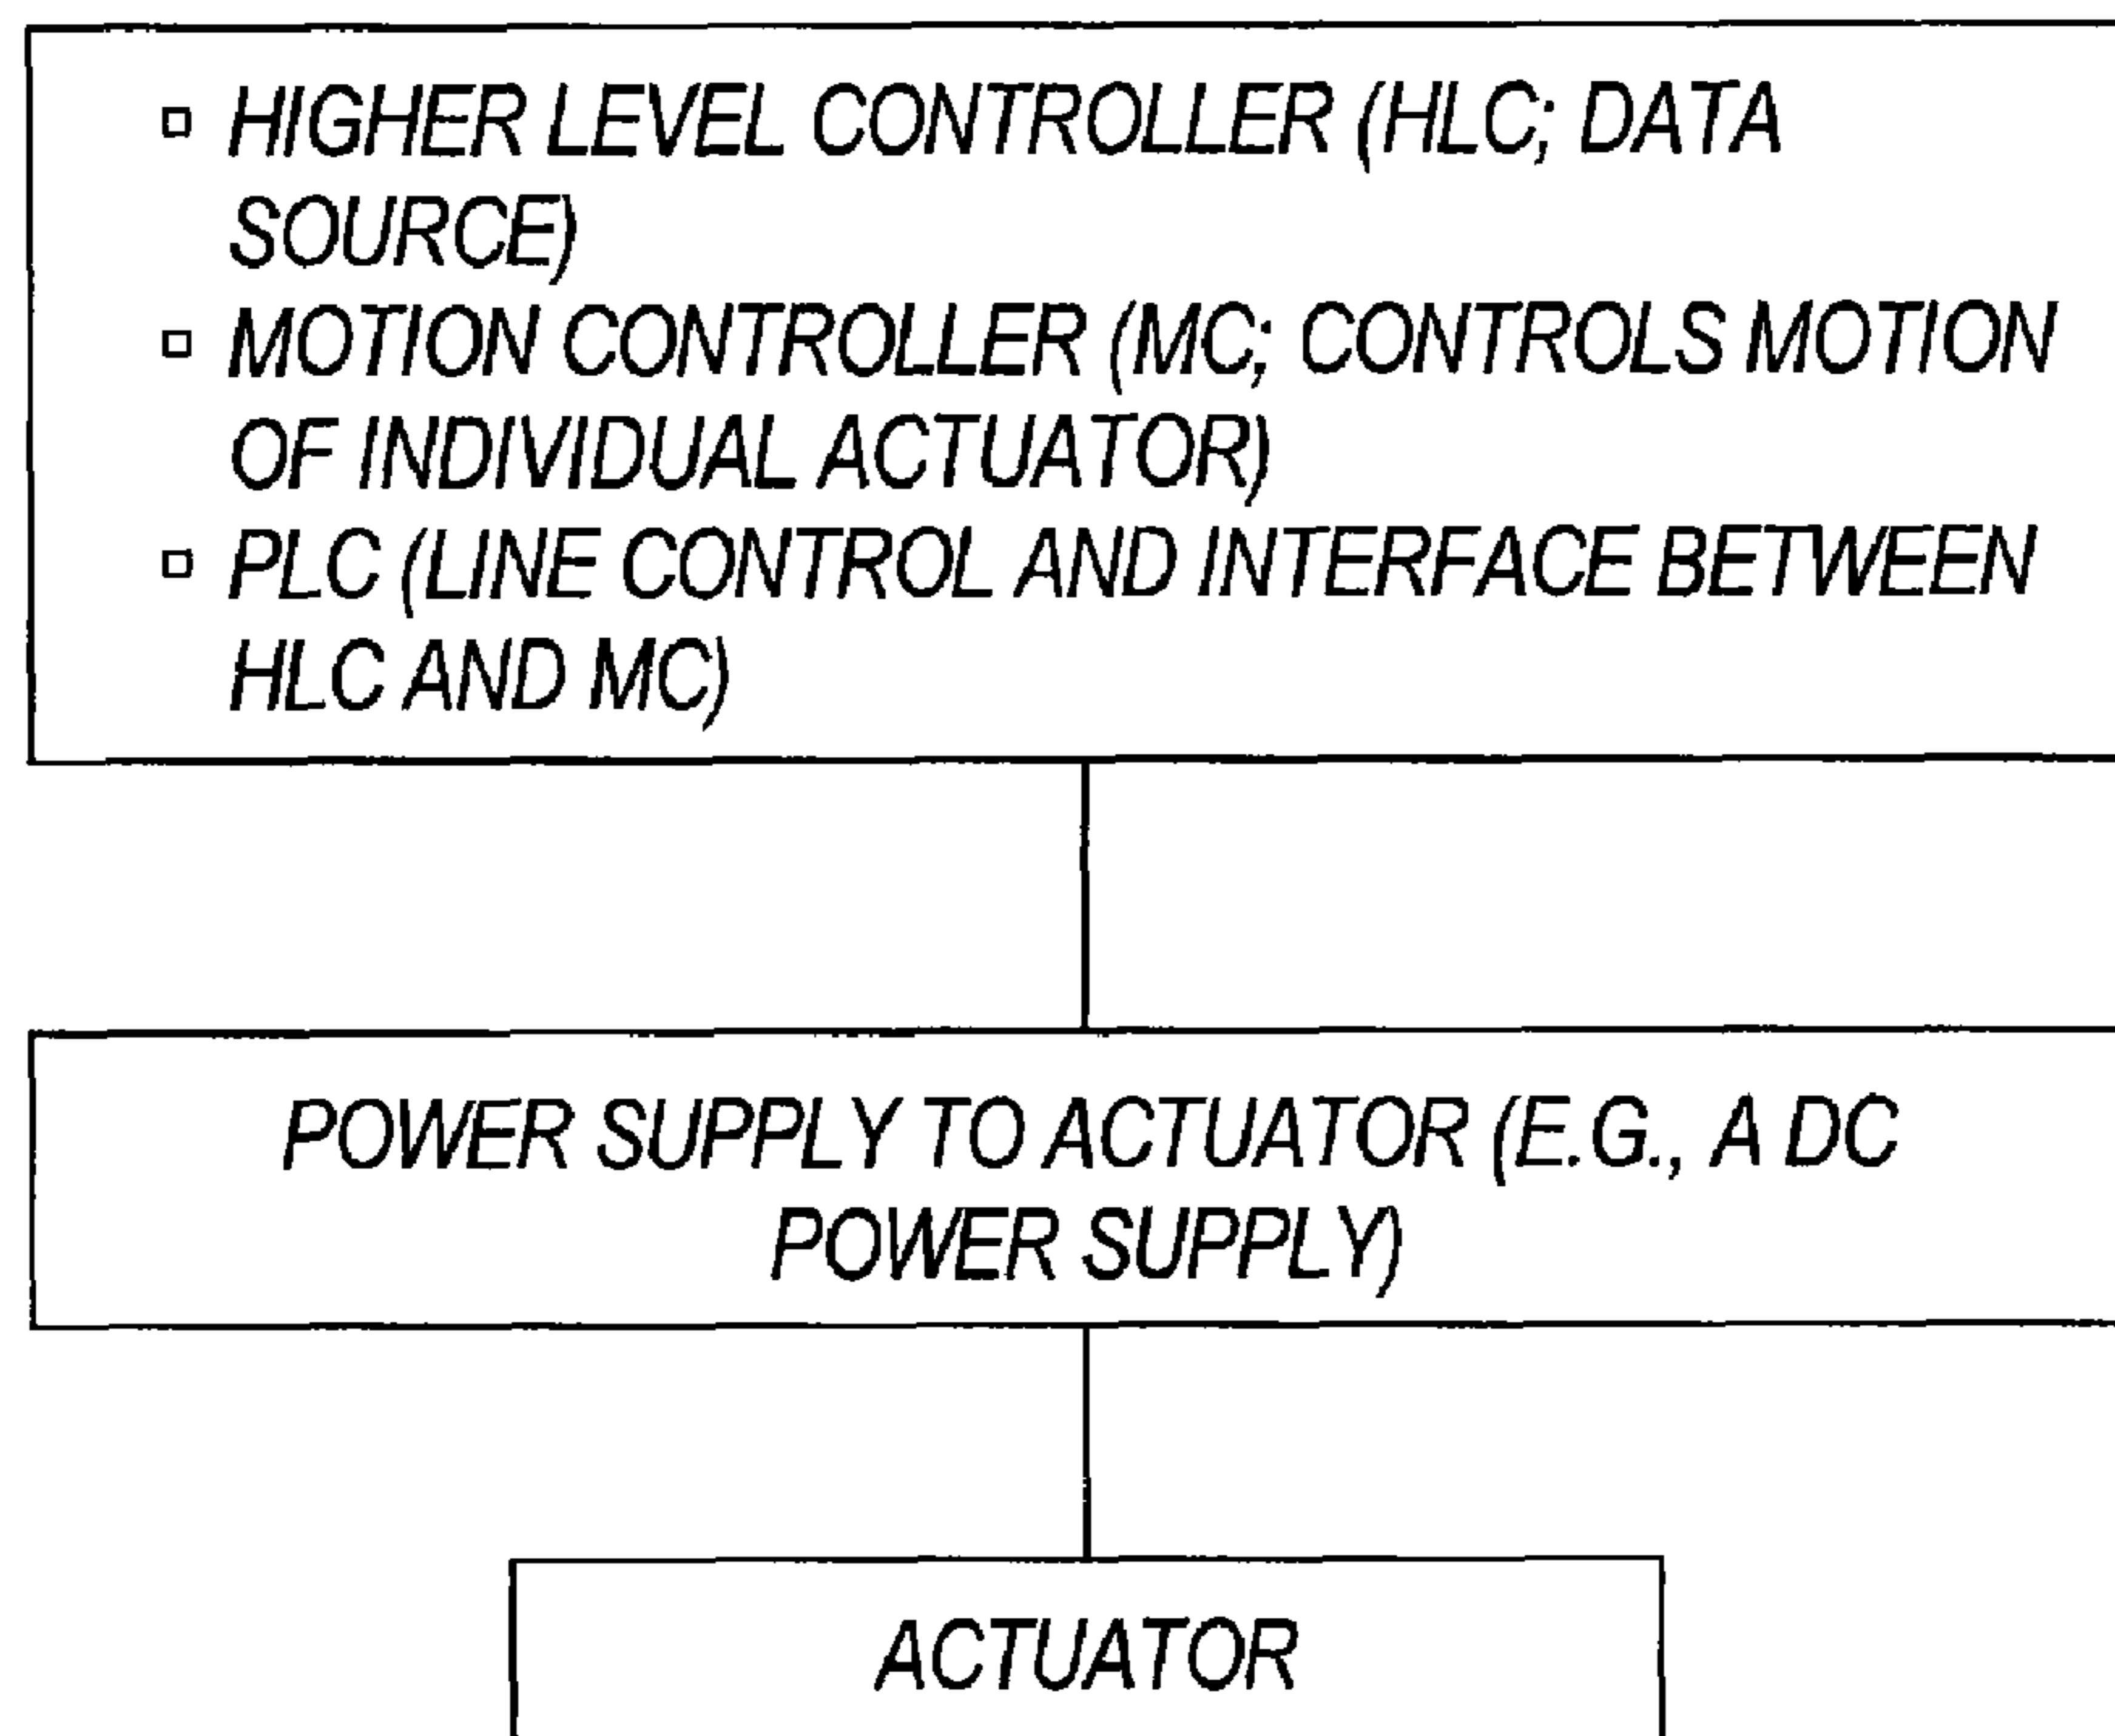 ▫ HIGHER LEVEL CONTROLLER (HLC; DATA
SOURCE)
▫ MOTION CONTROLLER (MC; CONTROLS MOTION
OF INDIVIDUAL ACTUATOR)
▫ PLC (LINE CONTROL AND INTERFACE BETWEEN
HLC AND MC)
POWER SUPPLY TO ACTUATOR (E.G., A DC
POWER SUPPLY)
ACTUATOR